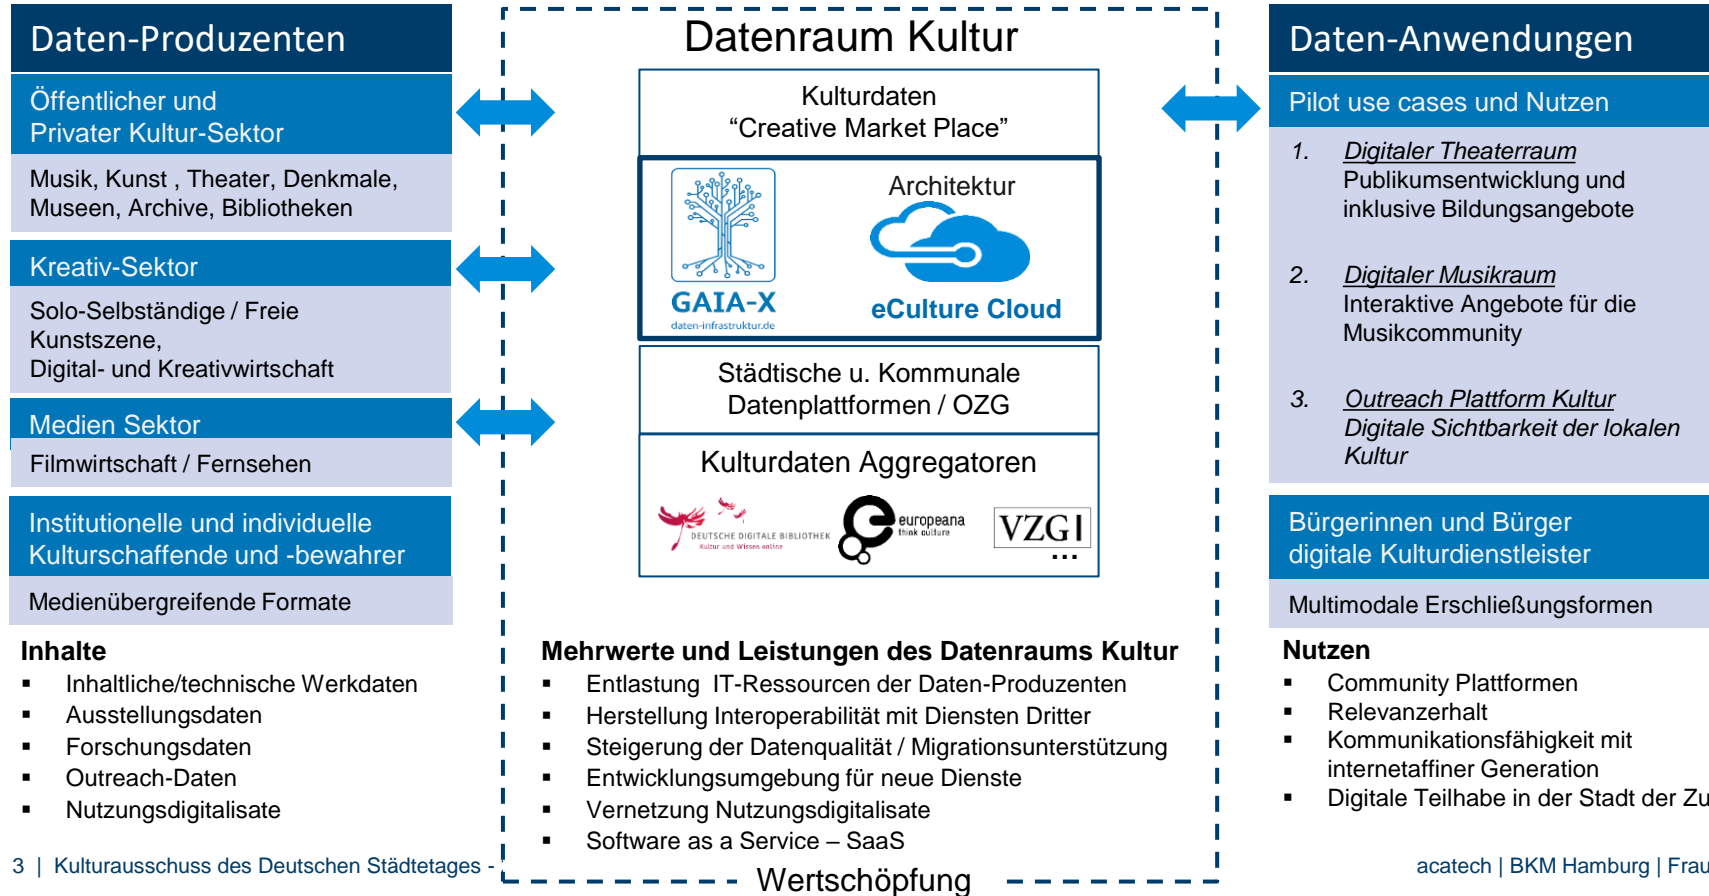 Daten-Produzenten
Öffentlicher und
Privater Kultur-Sektor
Musik, Kunst , Theater, Denkmale,
Museen, Archive, Bibliotheken
Kreativ-Sektor
Solo-Selbständige / Freie
Kunstszene,
Digital- und Kreativwirtschaft
Medien Sektor
Filmwirtschaft / Fernsehen
Institutionelle und individuelle
Kulturschaffende und -bewahrer
Medienübergreifende Formate
Inhalte
▪ Inhaltliche/technische Werkdaten
▪ Ausstellungsdaten
▪ Forschungsdaten
▪ Outreach-Daten
▪ Nutzungsdigitalisate
Datenraum Kultur
Kulturdaten
“Creative Market Place”
GAIA-X
daten-infrastruktur.de
Architektur
eCulture Cloud
Städtische u. Kommunale
Datenplattformen / OZG
Kulturdaten Aggregatoren
DEUTSCHE DIGITALE BIBLIOTHEK
Kultur und Wissen online
europeana
think culture
VZG
...
Mehrwerte und Leistungen des Datenraums Kultur
▪ Entlastung IT-Ressourcen der Daten-Produzenten
▪ Herstellung Interoperabilität mit Diensten Dritter
▪ Steigerung der Datenqualität / Migrationsunterstützung
▪ Entwicklungsumgebung für neue Dienste
▪ Vernetzung Nutzungsdigitalisate
▪ Software as a Service – SaaS
Wertschöpfung
Daten-Anwendungen
Pilot use cases und Nutzen
1. Digitaler Theaterraum
Publikumsentwicklung und
inklusive Bildungsangebote
2. Digitaler Musikraum
Interaktive Angebote für die
Musikcommunity
3. Outreach Plattform Kultur
Digitale Sichtbarkeit der lokalen
Kultur
Bürgerinnen und Bürger
digitale Kulturdienstleister
Multimodale Erschließungsformen
Nutzen
▪ Community Plattformen
▪ Relevanzerhalt
▪ Kommunikationsfähigkeit mit
internetaffiner Generation
▪ Digitale Teilhabe in der Stadt der Zu
3 | Kulturausschuss des Deutschen Städtetages -
acatech | BKM Hamburg | Frau